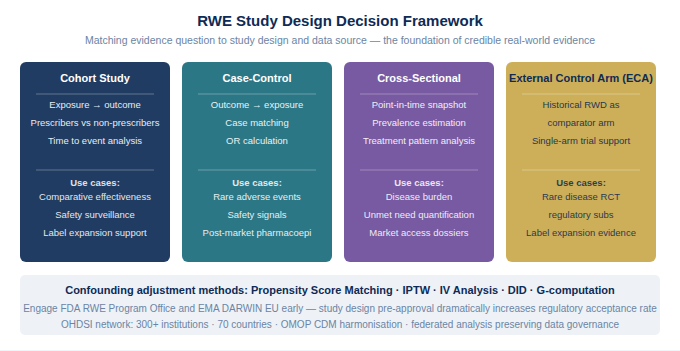 RWE Study Design Decision Framework
Matching evidence question to study design and data source — the foundation of credible real-world evidence
Cohort Study
Exposure → outcome
Prescribers vs non-prescribers
Time to event analysis
Use cases:
Comparative effectiveness
Safety surveillance
Label expansion support
Case-Control
Outcome → exposure
Case matching
OR calculation
Use cases:
Rare adverse events
Safety signals
Post-market pharmacoepi
Cross-Sectional
Point-in-time snapshot
Prevalence estimation
Treatment pattern analysis
Use cases:
Disease burden
Unmet need quantification
Market access dossiers
External Control Arm (ECA)
Historical RWD as
comparator arm
Single-arm trial support
Use cases:
Rare disease RCT
regulatory subs
Label expansion evidence
Confounding adjustment methods: Propensity Score Matching · IPTW · IV Analysis · DID · G-computation
Engage FDA RWE Program Office and EMA DARWIN EU early — study design pre-approval dramatically increases regulatory acceptance rate
OHDSI network: 300+ institutions · 70 countries · OMOP CDM harmonisation · federated analysis preserving data governance